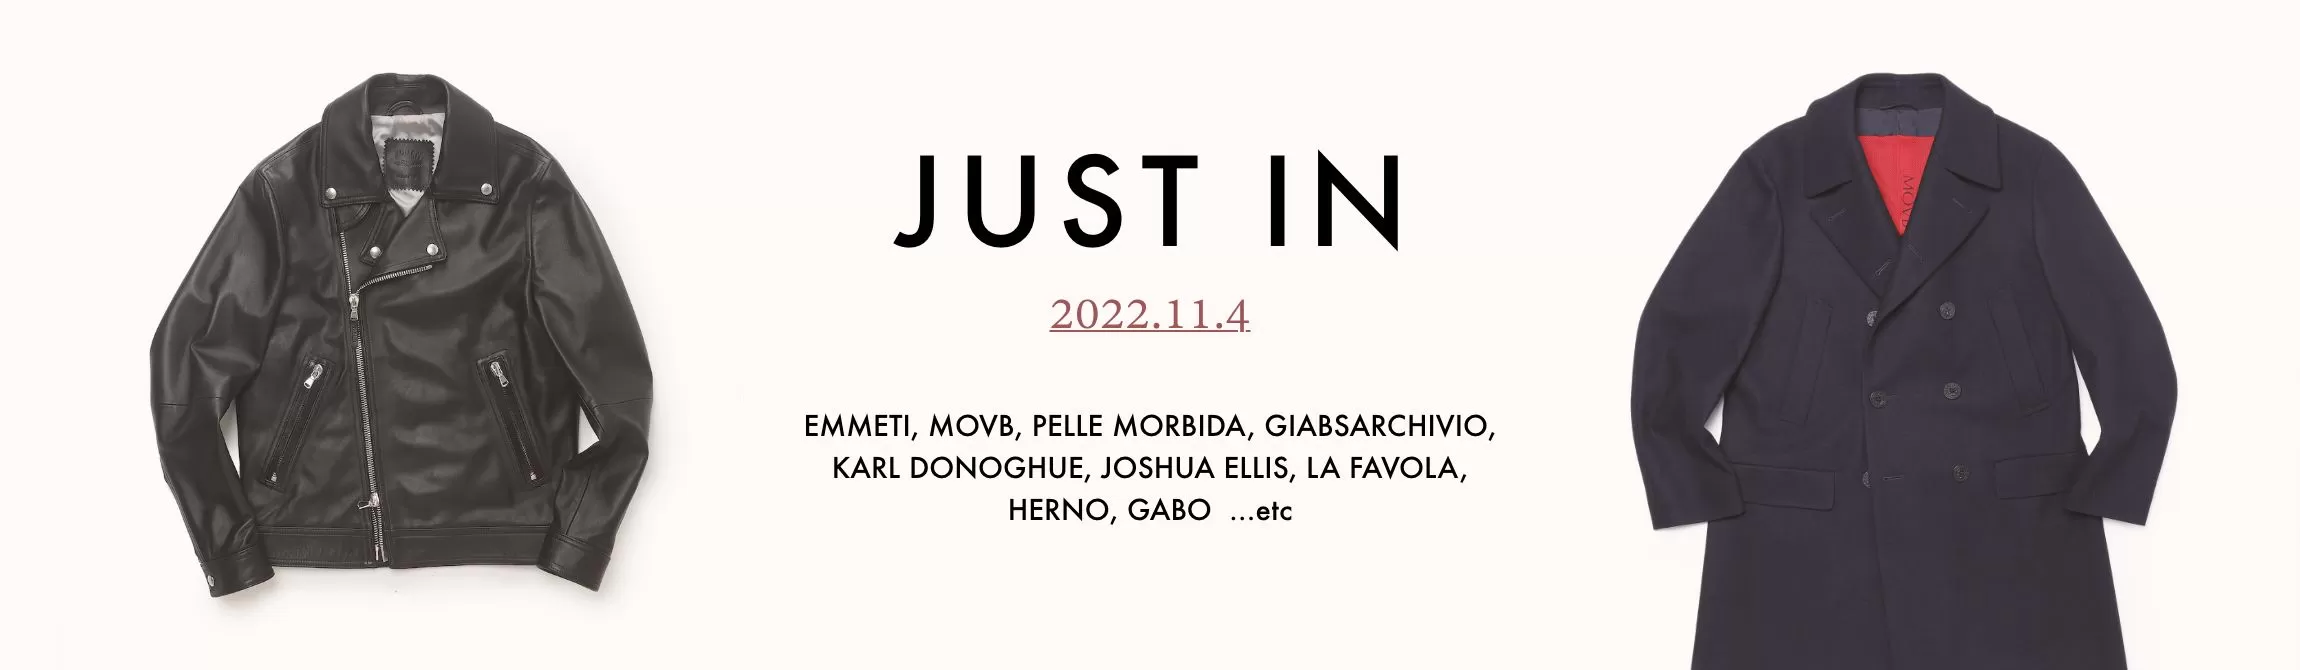 JUST IN
2022.11.4
EMMETI, MOVB, PELLE MORBIDA, GIABSARCHIVIO,
KARL DONOGHUE, JOSHUA ELLIS, LA FAVOLA,
HERNO, GABO ...etc
MOVB